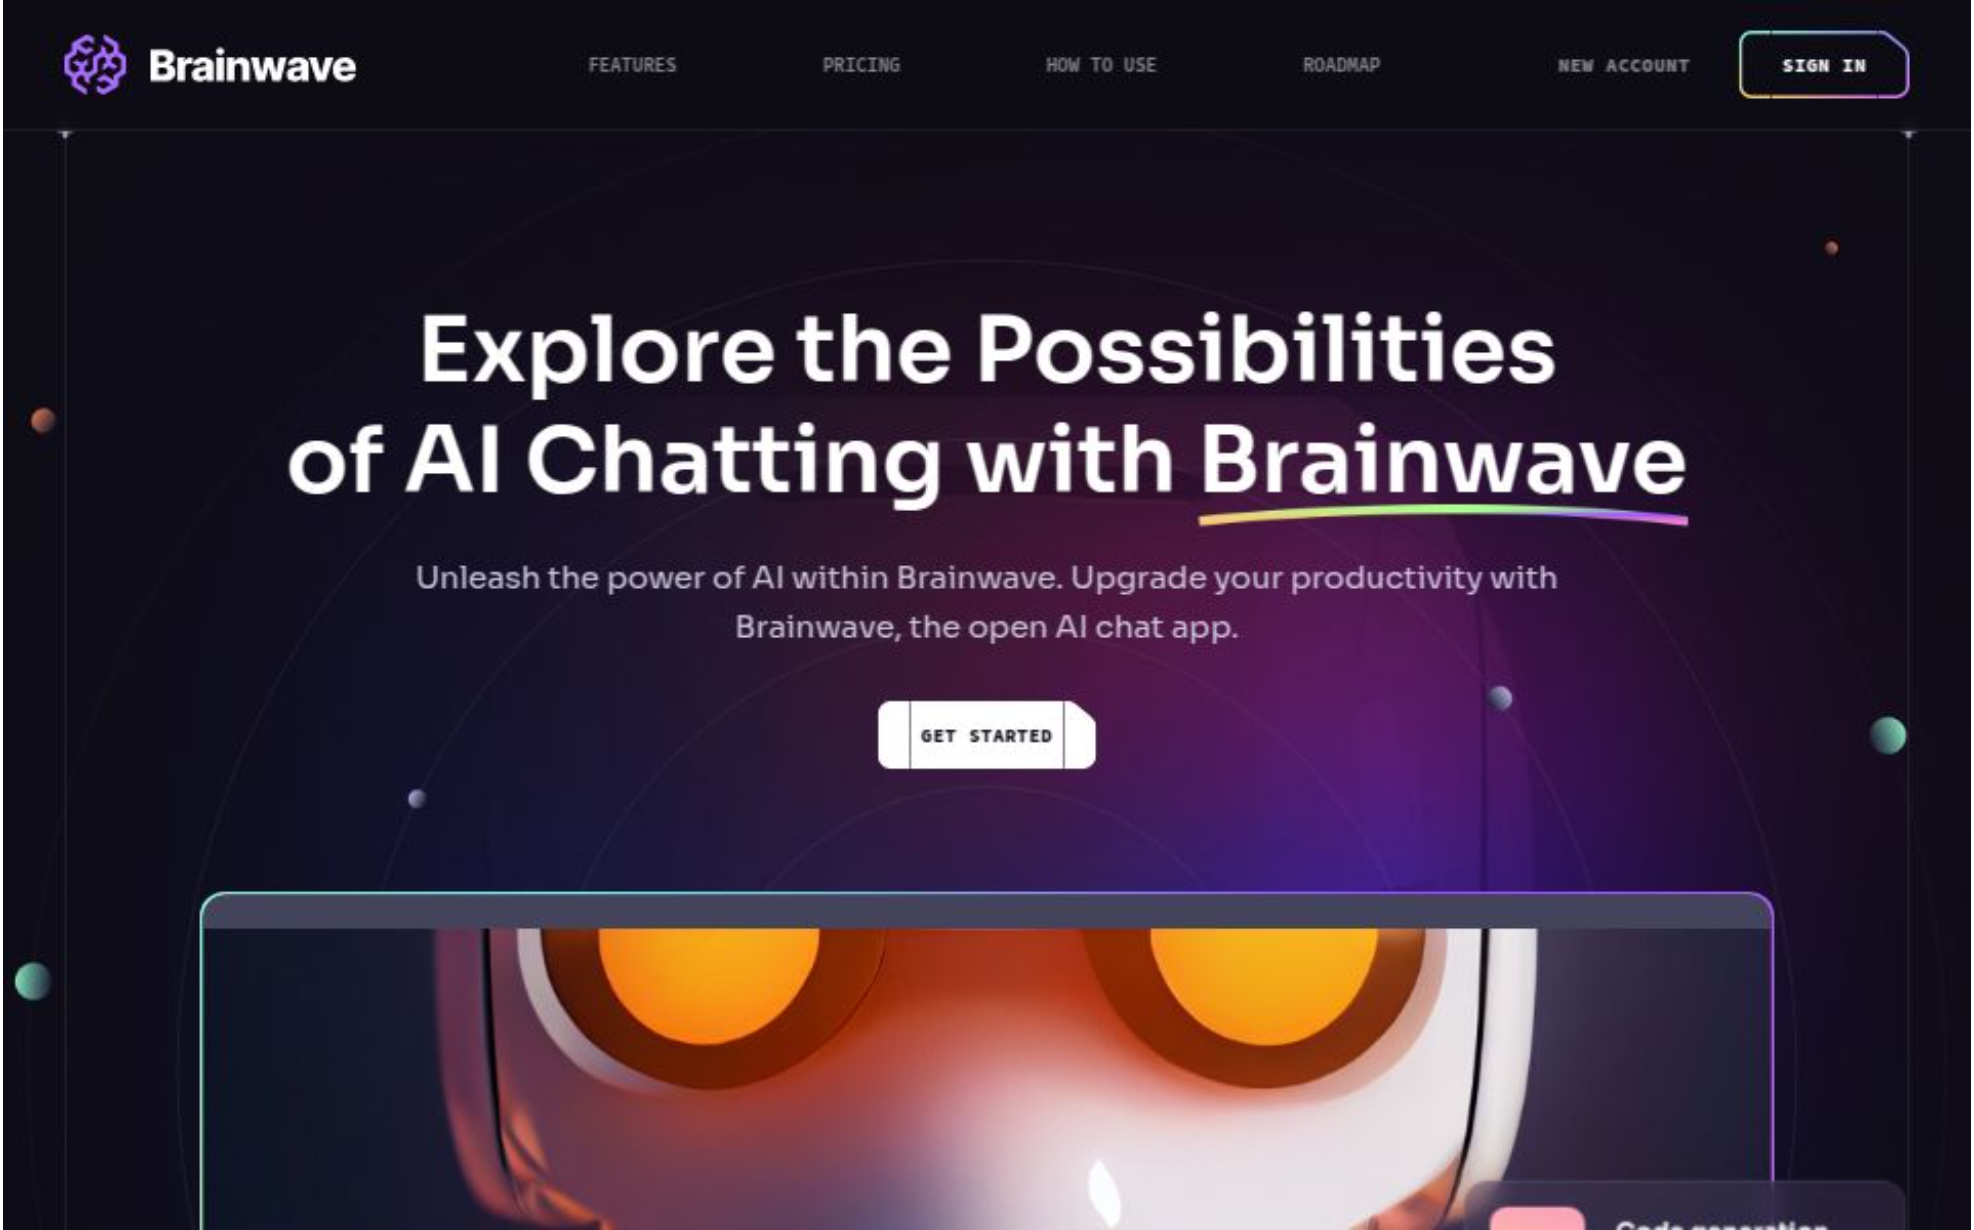 Brainwave
FEATURES
PRICING
HOW TO USE
ROADMAP
NEW ACCOUNT
SIGN IN
Explore the Possibilities
of AI Chatting with Brainwave
Unleash the power of AI within Brainwave. Upgrade your productivity with
Brainwave, the open AI chat app.
GET STARTED
Code generation